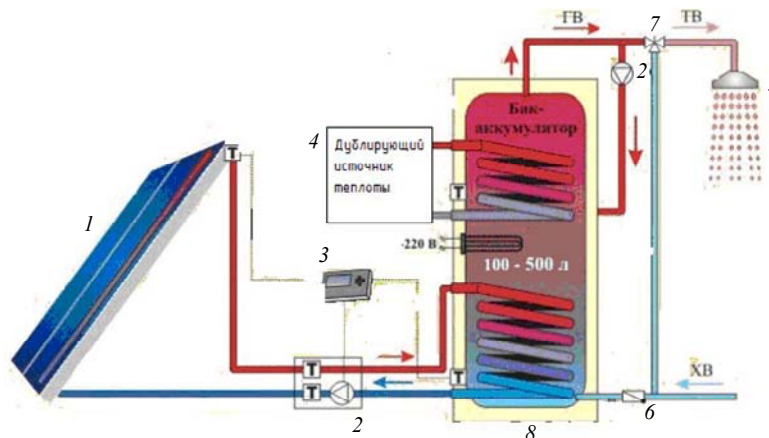 ГВ
7
ТВ
2
Бак-
аккумулятор
4
Дублирующий
источник
теплоты
Т
Т
1
~220 В
3
100 - 500 л
Т
Т
Т
ХВ
2
8
6